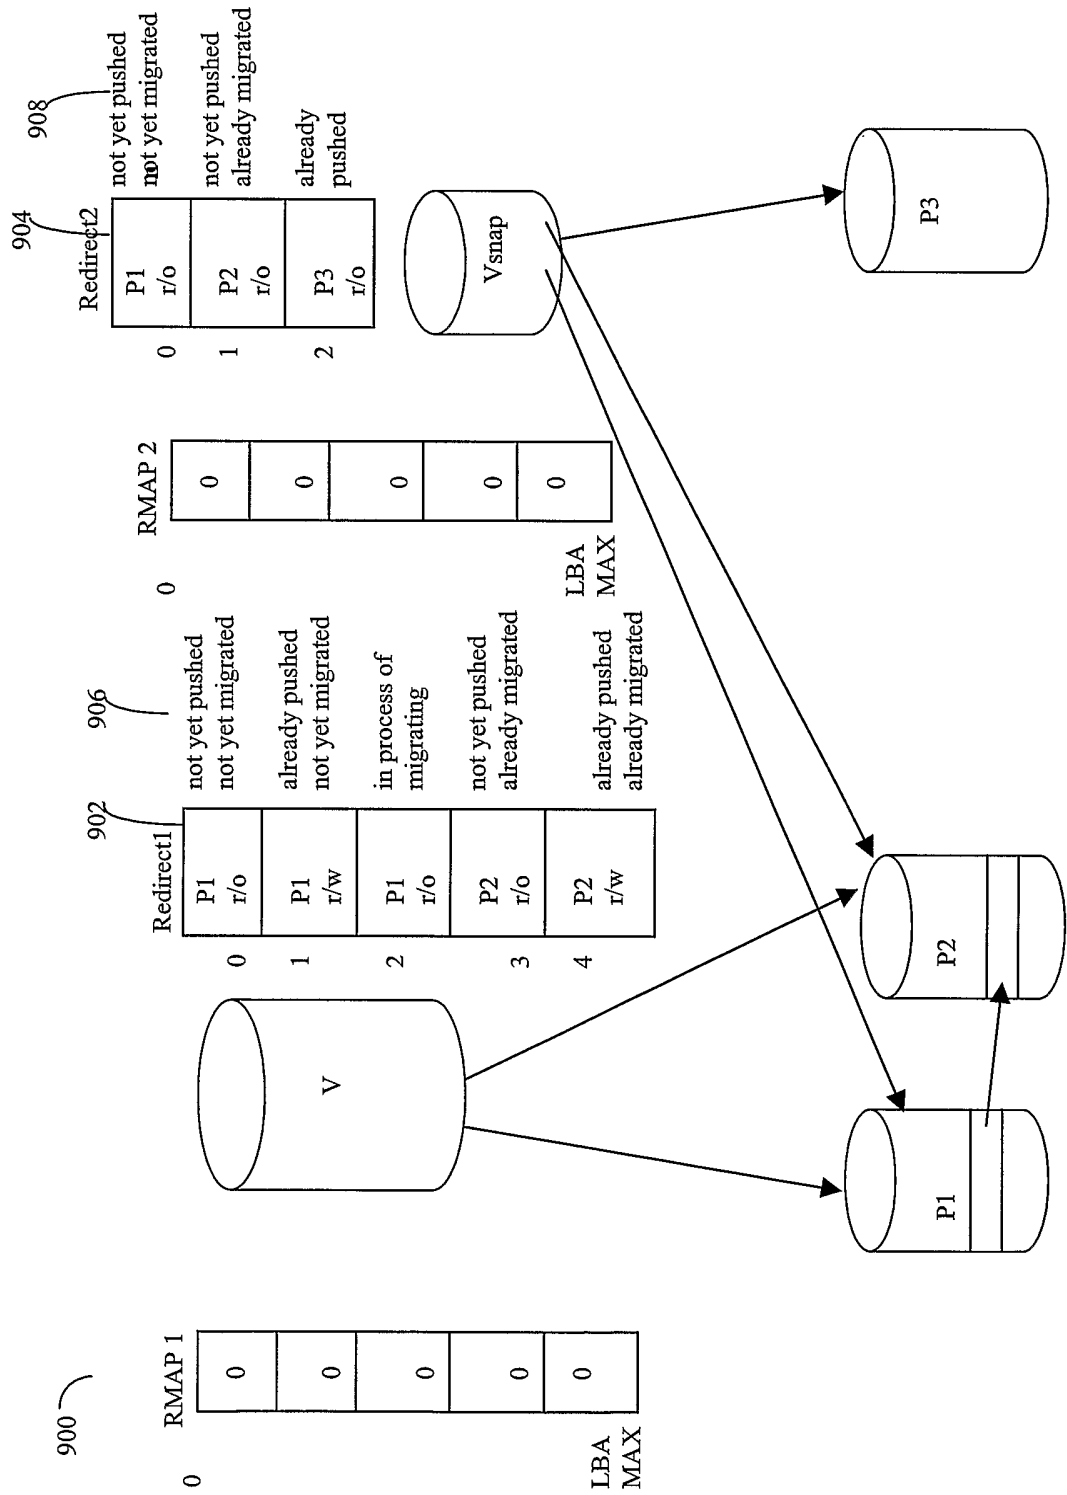 900
RMAP 1
0
0
0
0
0
0
LBA
MAX
V
902
906
Redirect1
0
P1
r/o
not yet pushed
not yet migrated
1
P1
r/w
already pushed
not yet migrated
2
P1
r/o
in process of
migrating
3
P2
r/o
not yet pushed
already migrated
4
P2
r/w
already pushed
already migrated
RMAP 2
0
0
0
0
0
0
LBA
MAX
904
908
Redirect2
0
P1
r/o
not yet pushed
not yet migrated
1
P2
r/o
not yet pushed
already migrated
2
P3
r/o
already
pushed
Vsnap
P1
P2
P3